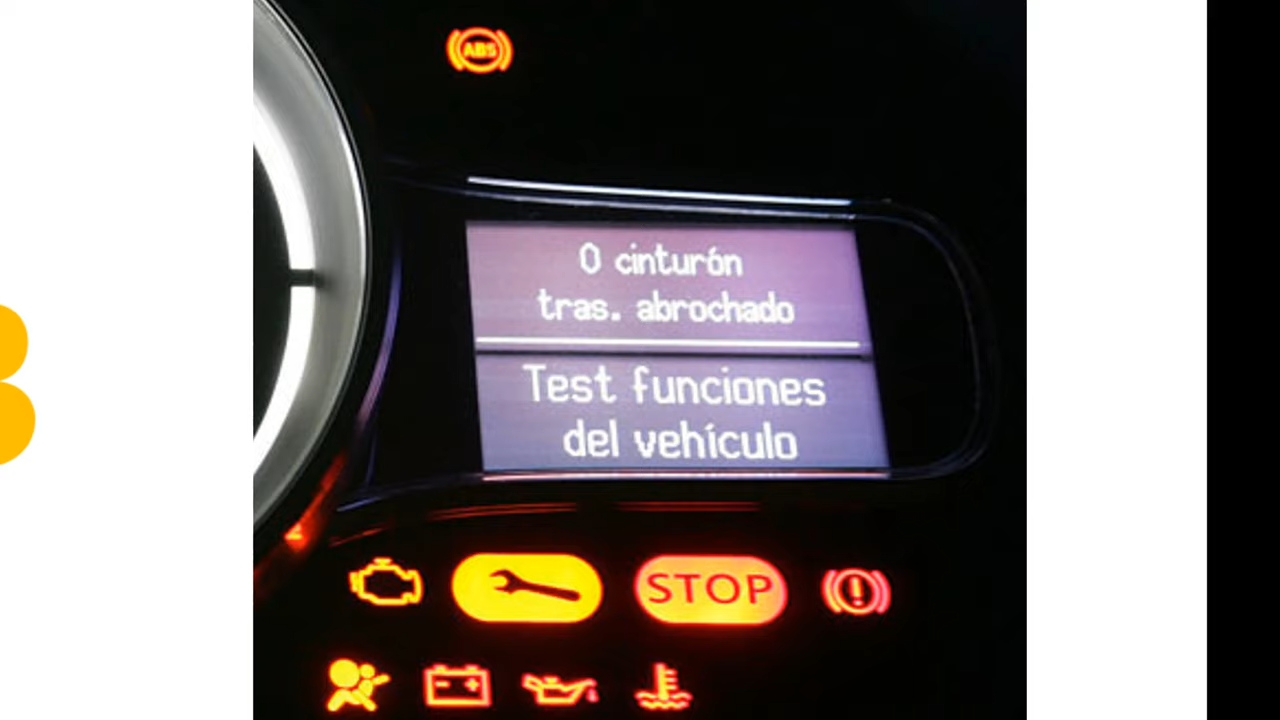 ABS
0 cinturón
tras. abrochado
Test funciones
del vehículo
STOP